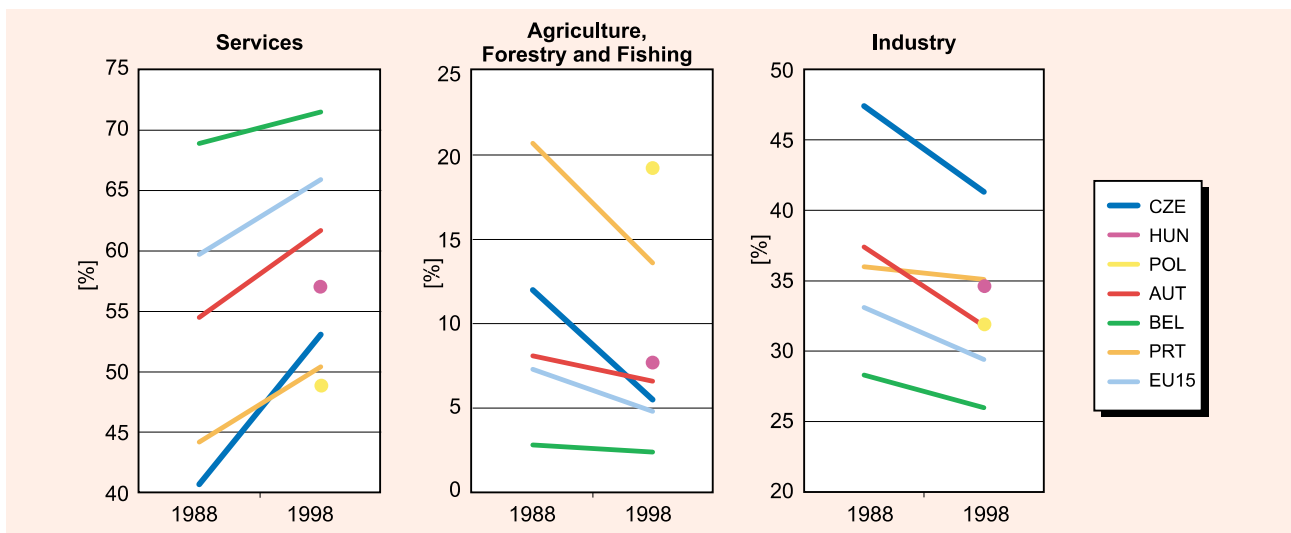 Services
75
70
65
60
55
50
45
40
[%]
1988 1998
Agriculture,
Forestry and Fishing
25
20
15
10
5
0
[%]
1988 1998
Industry
50
45
40
35
30
25
20
[%]
1988 1998
CZE
HUN
POL
AUT
BEL
PRT
EU15